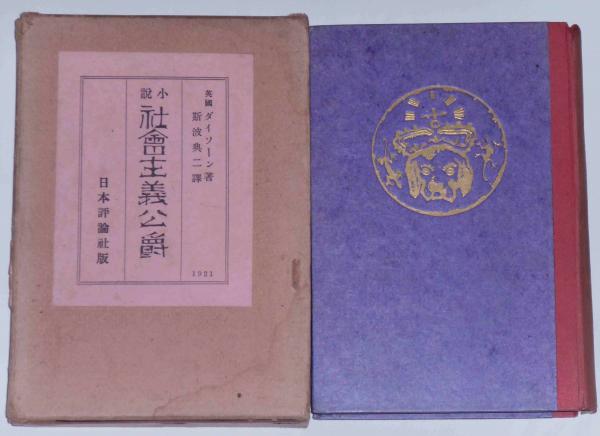 英國 ダイソーン著
斯波典二譯
1921
小說
社會主義公爵
日本評論社版